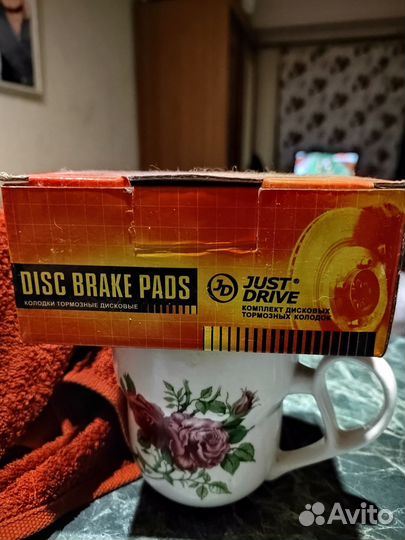 DISC BRAKE PADS
КОЛОДКИ ТОРМОЗНЫЕ ДИСКОВЫЕ
JD JUST®
DRIVE
КОМПЛЕКТ ДИСКОВЫХ
ТОРМОЗНЫХ КОЛОДОК
Avito